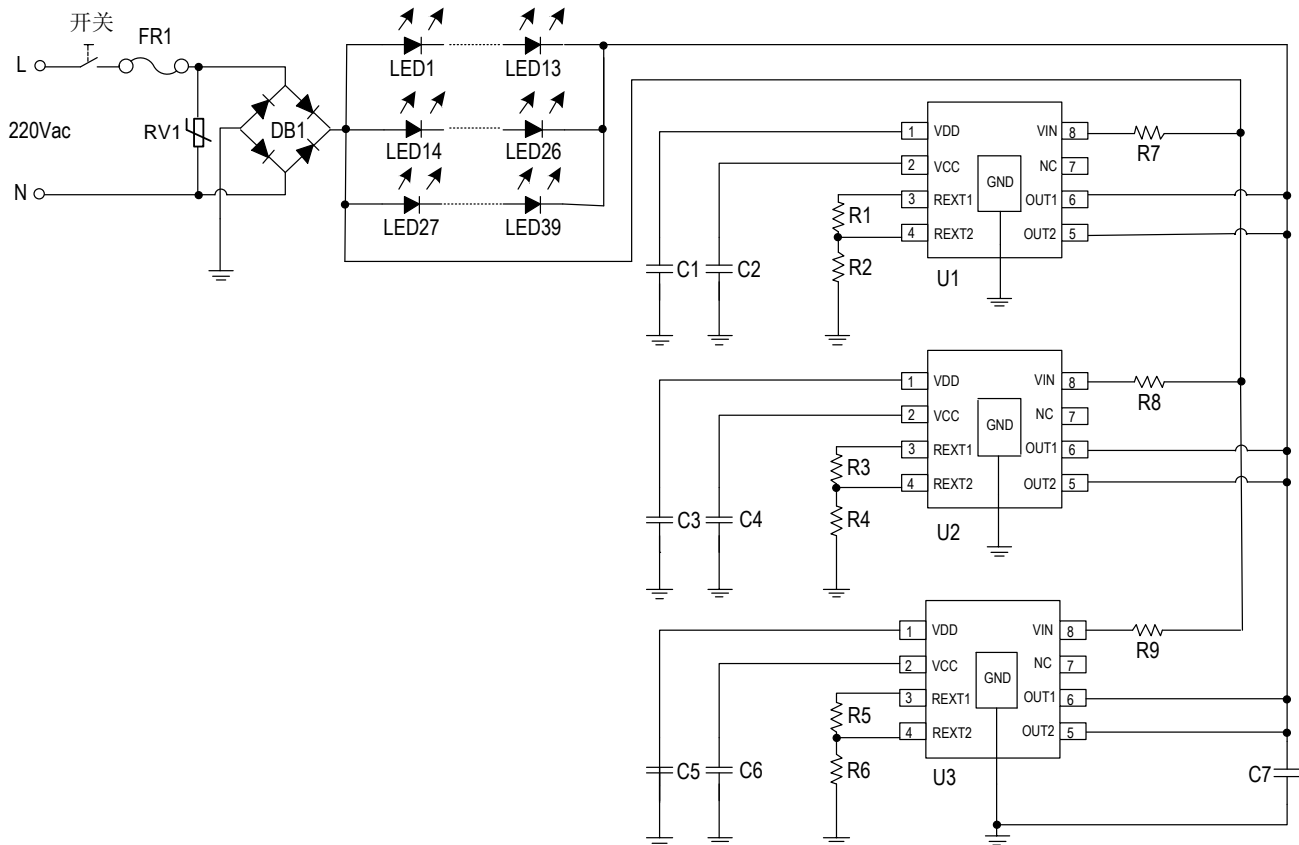 开关
FR1
L
220Vac
RV1
DB1
N
LED1
LED13
LED14
LED26
LED27
LED39
1
VDD
VIN
8
R7
2
VCC
NC
7
GND
3
REXT1
OUT1
6
R1
4
REXT2
OUT2
5
R2
C1
C2
U1
1
VDD
VIN
8
R8
2
VCC
NC
7
GND
3
REXT1
OUT1
6
R3
4
REXT2
OUT2
5
R4
C3
C4
U2
1
VDD
VIN
8
R9
2
VCC
NC
7
GND
3
REXT1
OUT1
6
R5
4
REXT2
OUT2
5
R6
C5
C6
U3
C7